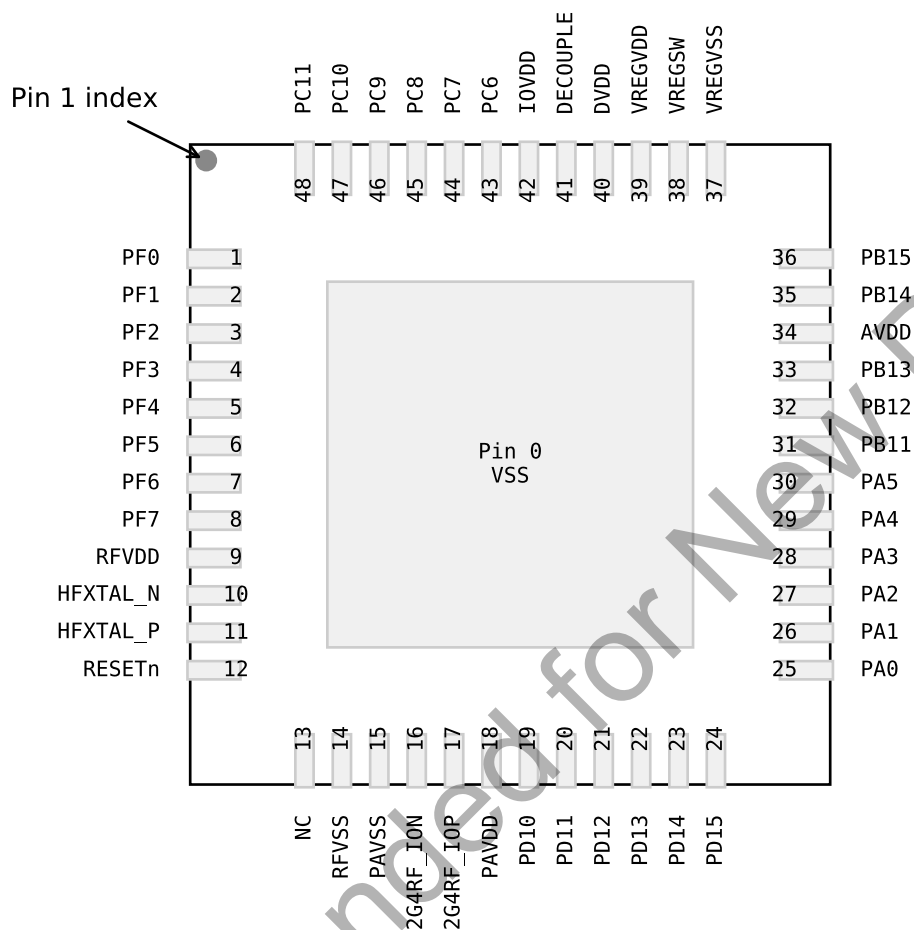 Pin 1 index
PC11
PC10
PC9
PC8
PC7
PC6
IOVDD
DECOUPLE
DVDD
VREGVDD
VREGSW
VREGVSS
48
47
46
45
44
43
42
41
40
39
38
37
PF0 1
PF1 2
PF2 3
PF3 4
PF4 5
PF5 6
PF6 7
PF7 8
RFVDD 9
HFXTAL_N 10
HFXTAL_P 11
RESETn 12
Pin 0
VSS
36 PB15
35 PB14
34 AVDD
33 PB13
32 PB12
31 PB11
30 PA5
29 PA4
28 PA3
27 PA2
26 PA1
25 PA0
13
14
15
16
17
18
19
20
21
22
23
24
NC
RFVSS
PAVSS
2G4RF_ION
2G4RF_IOP
PAVDD
PD10
PD11
PD12
PD13
PD14
PD15
nded for New